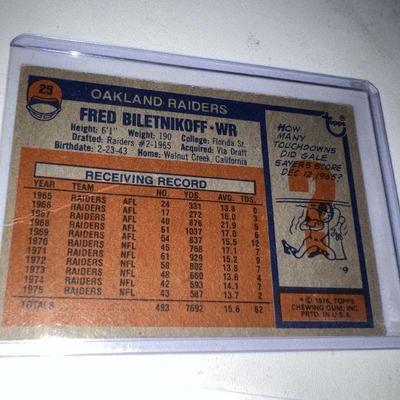 25
OAKLAND RAIDERS
FRED BILETNIKOFF • WR
Height: 6'1" Weight: 190 College: Florida St.
Drafted: Raiders #2-1965 Acquired: Via Draft
Birthdate: 2-23-43 Home: Walnut Creek, California
RECEIVING RECORD
YEAR TEAM NO. YDS. AVG. TDS.
1965 RAIDERS AFL 24 331 13.8 0
1966 RAIDERS AFL 17 272 16.0 3
1967 RAIDERS AFL 40 876 21.9 5
1968 RAIDERS AFL 61 1037 17.0 6
1969 RAIDERS AFL 54 837 15.5 12
1970 RAIDERS 45 768 17.1 7
1971 RAIDERS 61 929 15.2 9
1972 RAIDERS NFL 58 802 13.8 7
1973 RAIDERS NFL 48 660 13.8 4
1974 RAIDERS NFL 42 593 14.1 7
1975 RAIDERS NFL 43 587 13.7 2
TOTALS 493 7692 15.6 62
Topps
HOW
MANY
TOUCHDOWNS
DID GALE
SAYERS SCORE
DEC 12, 1965?
* © 1976, TOPPS
CHEWING GUM, INC.
PRTD. IN U.S.A.